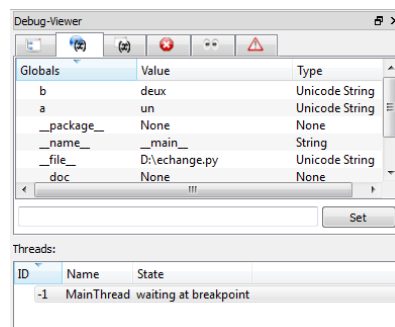 Debug-Viewer
Globals Value Type
b deux Unicode String
a un Unicode String
__package__ None None
__name__ __main__ String
__file__ D:\echange.py Unicode String
__doc__ None None
Set
Threads:
ID Name State
-1 MainThread waiting at breakpoint